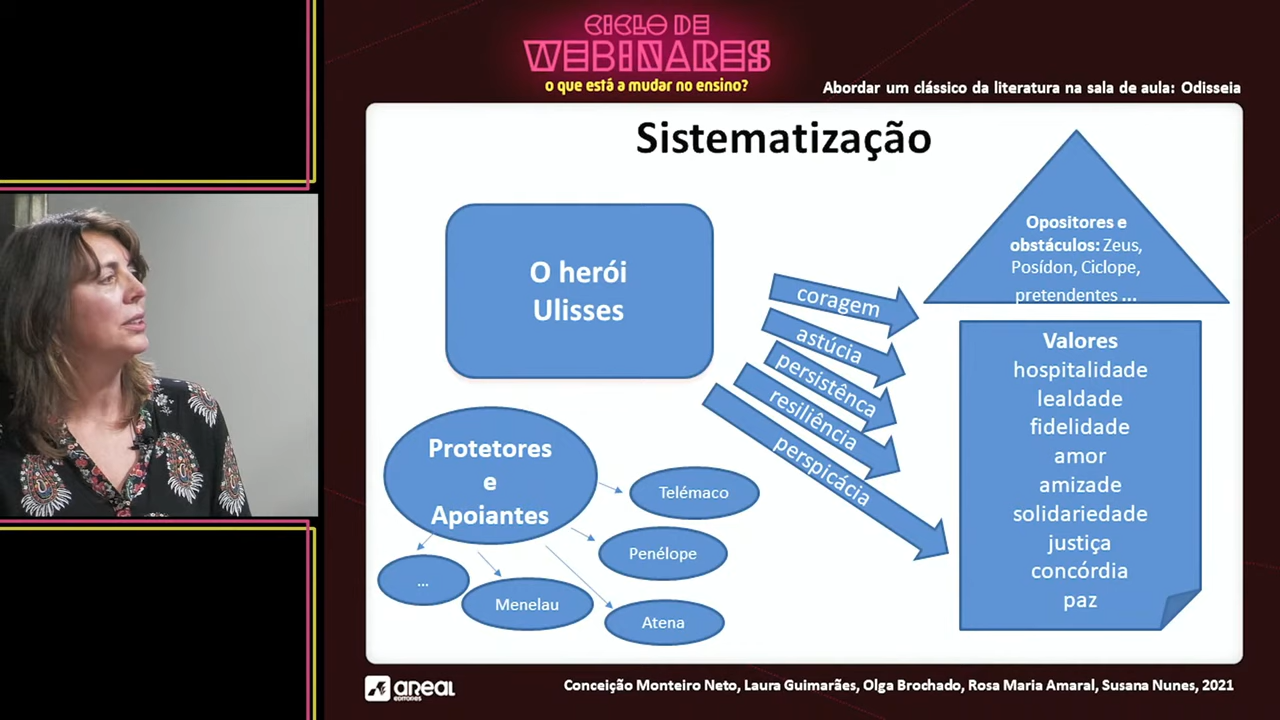 CICLO DE
WEBINARES
o que está a mudar no ensino?
Abordar um clássico da literatura na sala de aula: Odisseia
Sistematização
O herói
Ulisses
Opositores e
obstáculos: Zeus,
Posídon, Ciclope,
pretendentes ...
coragem
astúcia
persistênca
resiliência
perspicácia
Valores
hospitalidade
lealdade
fidelidade
amor
amizade
solidariedade
justiça
concórdia
paz
Protetores
e
Apoiantes
Telémaco
Penélope
Atena
Menelau
...
AREAL
EDITORES
Conceição Monteiro Neto, Laura Guimarães, Olga Brochado, Rosa Maria Amaral, Susana Nunes, 2021